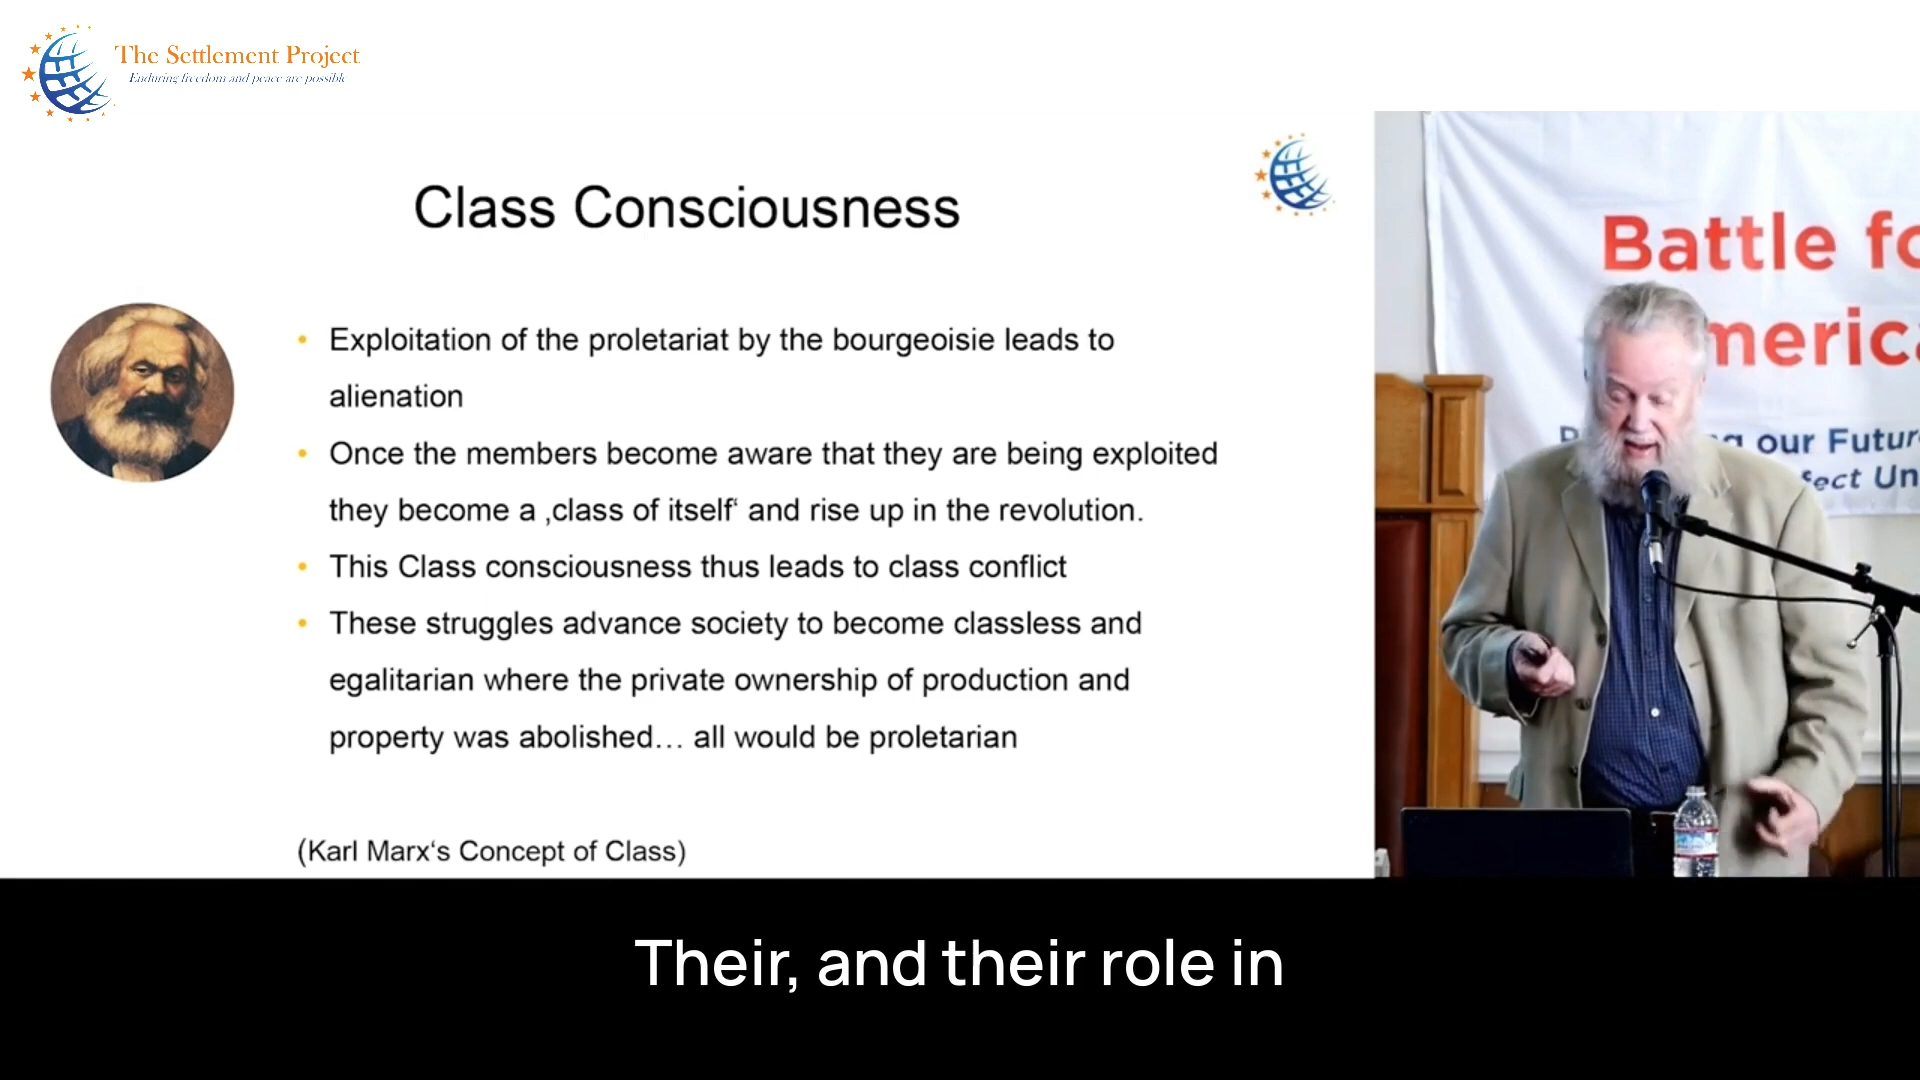 The Settlement Project
Enduring freedom and peace are possible
Class Consciousness
• Exploitation of the proletariat by the bourgeoisie leads to
alienation
• Once the members become aware that they are being exploited
they become a ‚class of itself‘ and rise up in the revolution.
• This Class consciousness thus leads to class conflict
• These struggles advance society to become classless and
egalitarian where the private ownership of production and
property was abolished… all would be proletarian
(Karl Marx‘s Concept of Class)
Battle
our
Un
Their, and their role in